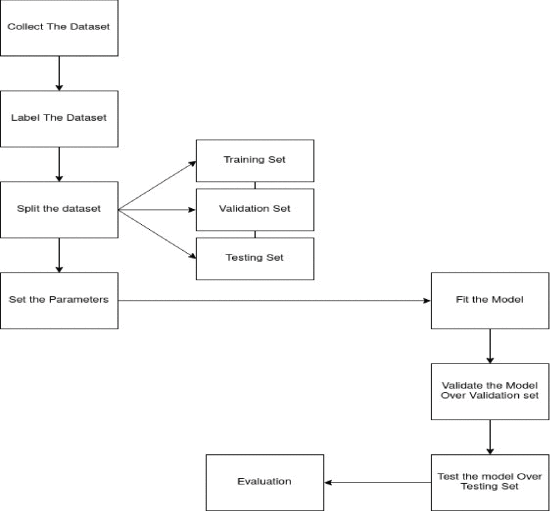 Collect The Dataset
Label The Dataset
Split the dataset
Training Set
Validation Set
Testing Set
Set the Parameters
Fit the Model
Validate the Model
Over Validation set
Test the model Over
Testing Set
Evaluation